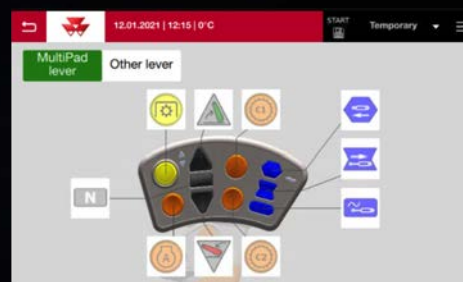 12.01.2021 | 12:15 | 0°C
START
Temporary
MultiPad lever
Other lever
C1
N
A
C2